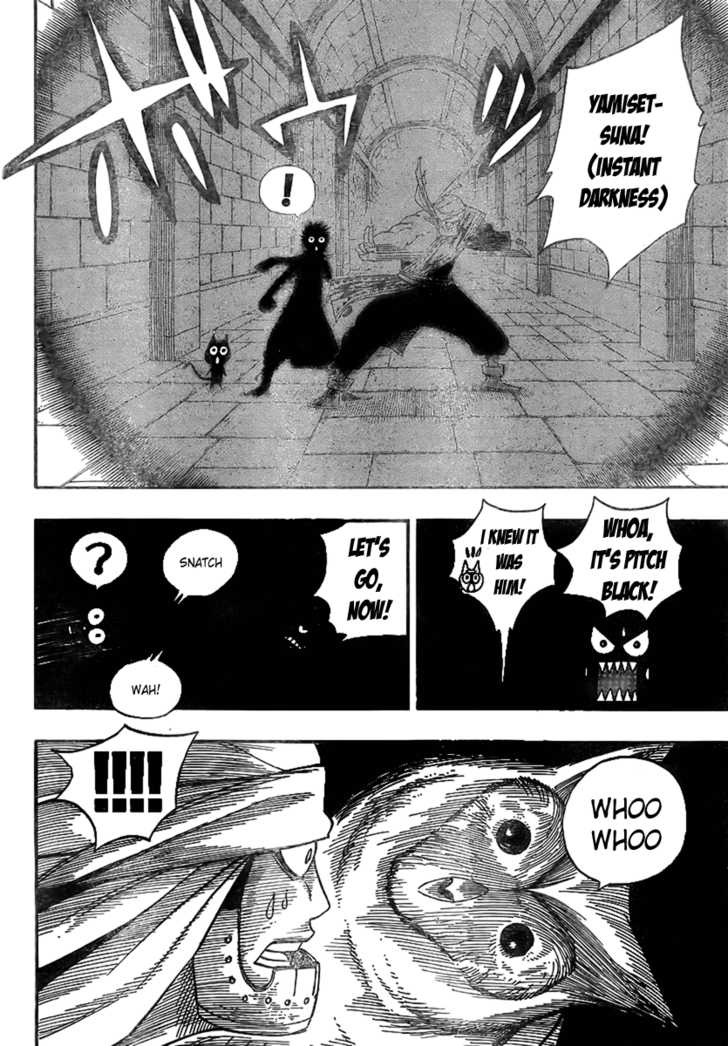 YAMISET-
SUNA!
(INSTANT
DARKNESS)
!
WHOA,
IT'S PITCH
BLACK!
I KNEW IT
WAS
HIM!
LET'S
GO,
NOW!
SNATCH
?
WAH!
WHOO
WHOO
!!!!